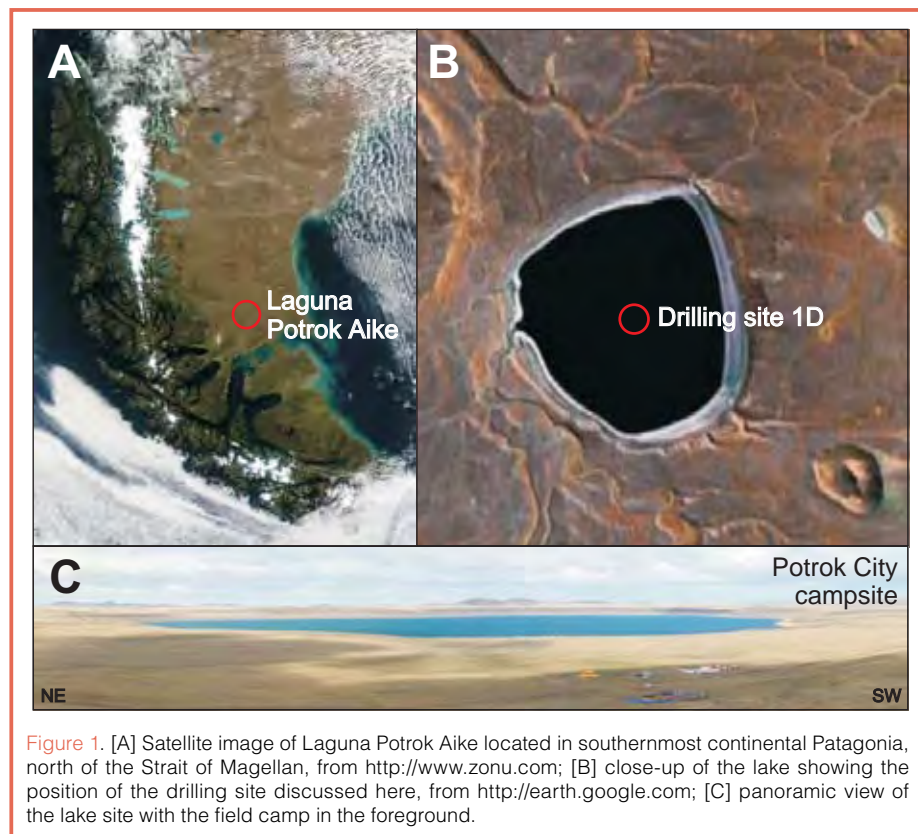 A
Laguna
Potrok Aike
B
Drilling site 1D
C
Potrok City
campsite
NE
SW
Figure 1. [A] Satellite image of Laguna Potrok Aike located in southernmost continental Patagonia,
north of the Strait of Magellan, from http://www.zonu.com; [B] close-up of the lake showing the
position of the drilling site discussed here, from http://earth.google.com; [C] panoramic view of
the lake site with the field camp in the foreground.